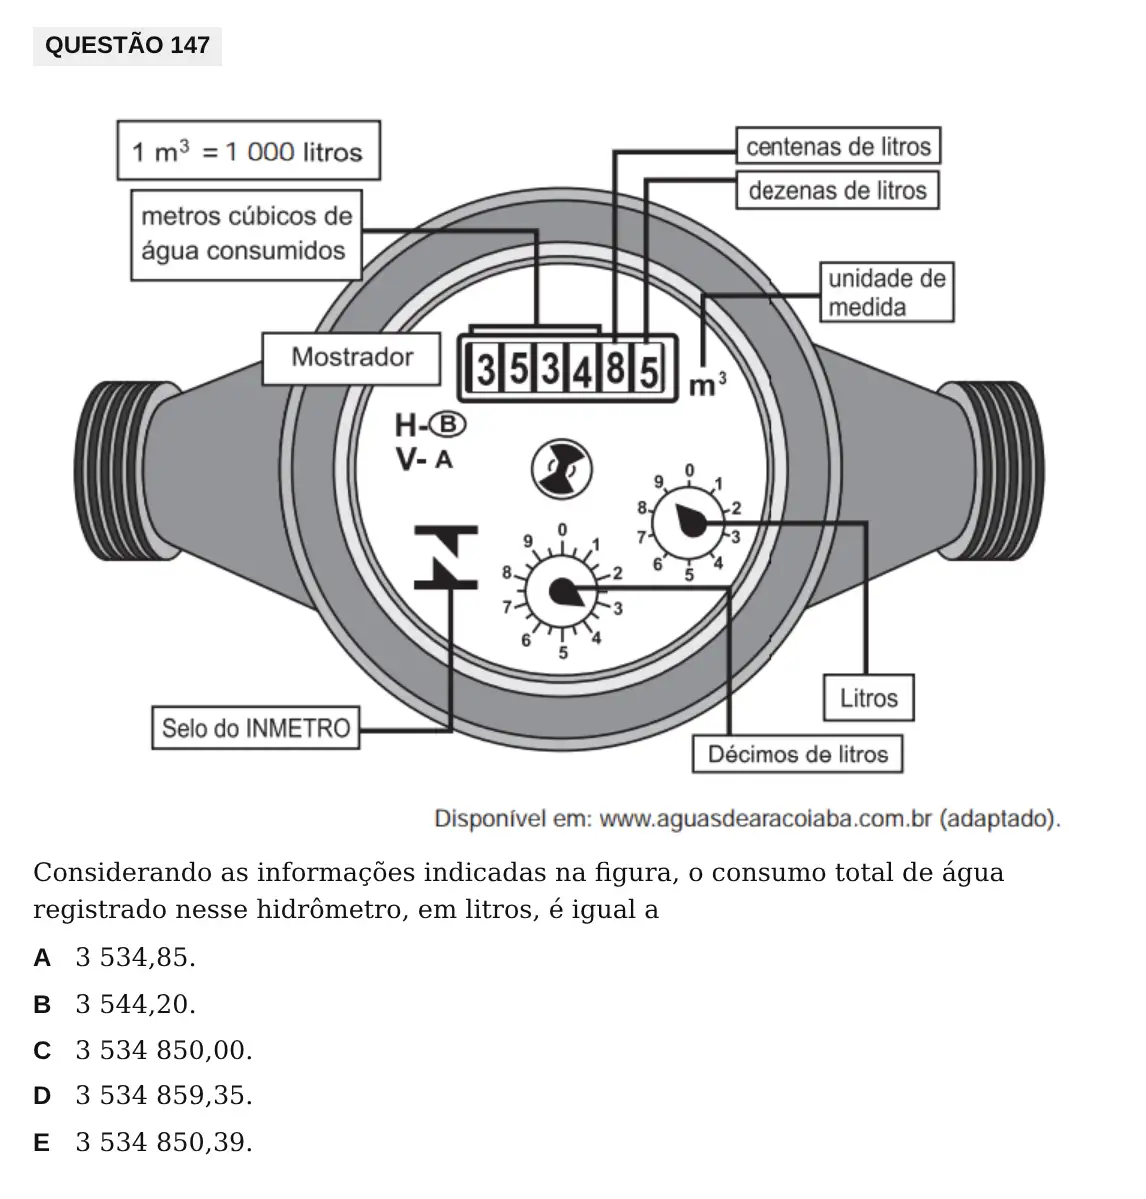 QUESTÃO 147
1 m³ = 1 000 litros
centenas de litros
dezenas de litros
metros cúbicos de
água consumidos
unidade de
medida
Mostrador
3 5 3 4 8 5
m³
H-B
V- A
0
1
2
3
4
5
6
7
8
9
0
1
2
3
4
5
6
7
8
9
Litros
Selo do INMETRO
Décimos de litros
Disponível em: www.aguasdearacoiaba.com.br (adaptado).
Considerando as informações indicadas na figura, o consumo total de água
registrado nesse hidrômetro, em litros, é igual a
A 3 534,85.
B 3 544,20.
C 3 534 850,00.
D 3 534 859,35.
E 3 534 850,39.